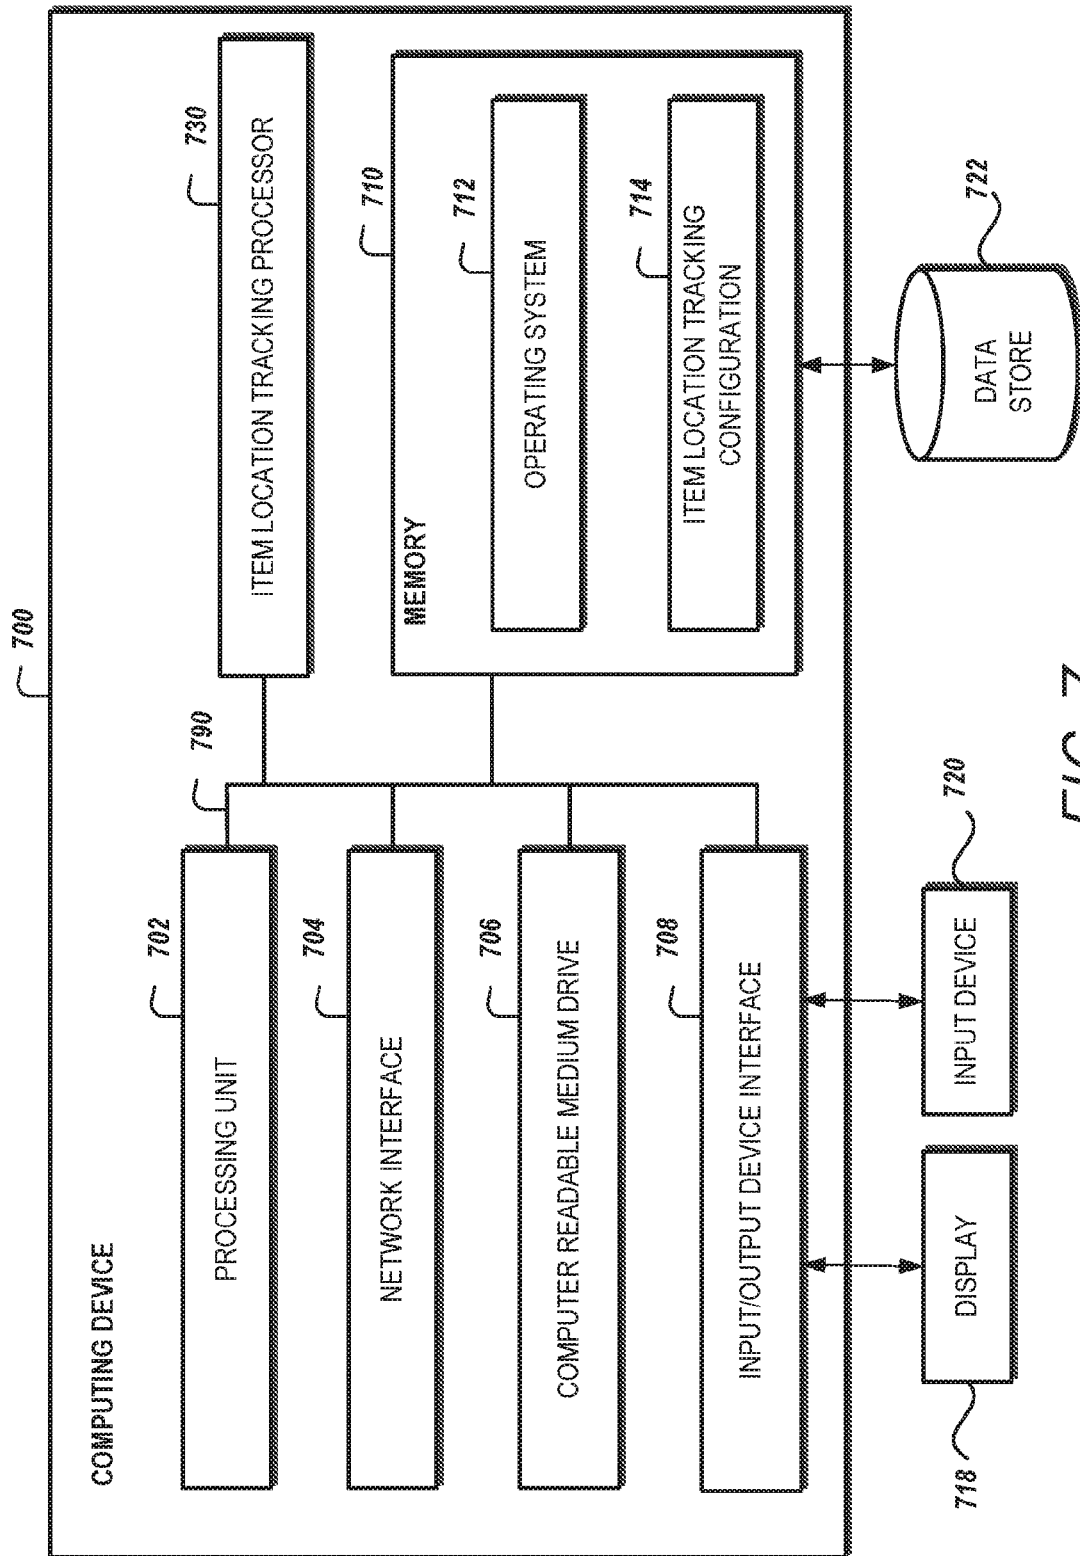 700
COMPUTING DEVICE
702
PROCESSING UNIT
704
NETWORK INTERFACE
706
COMPUTER READABLE MEDIUM DRIVE
708
INPUT/OUTPUT DEVICE INTERFACE
790
730
ITEM LOCATION TRACKING PROCESSOR
710
MEMORY
712
OPERATING SYSTEM
714
ITEM LOCATION TRACKING
CONFIGURATION
718
DISPLAY
INPUT DEVICE
720
DATA
STORE
722
FIG. 7